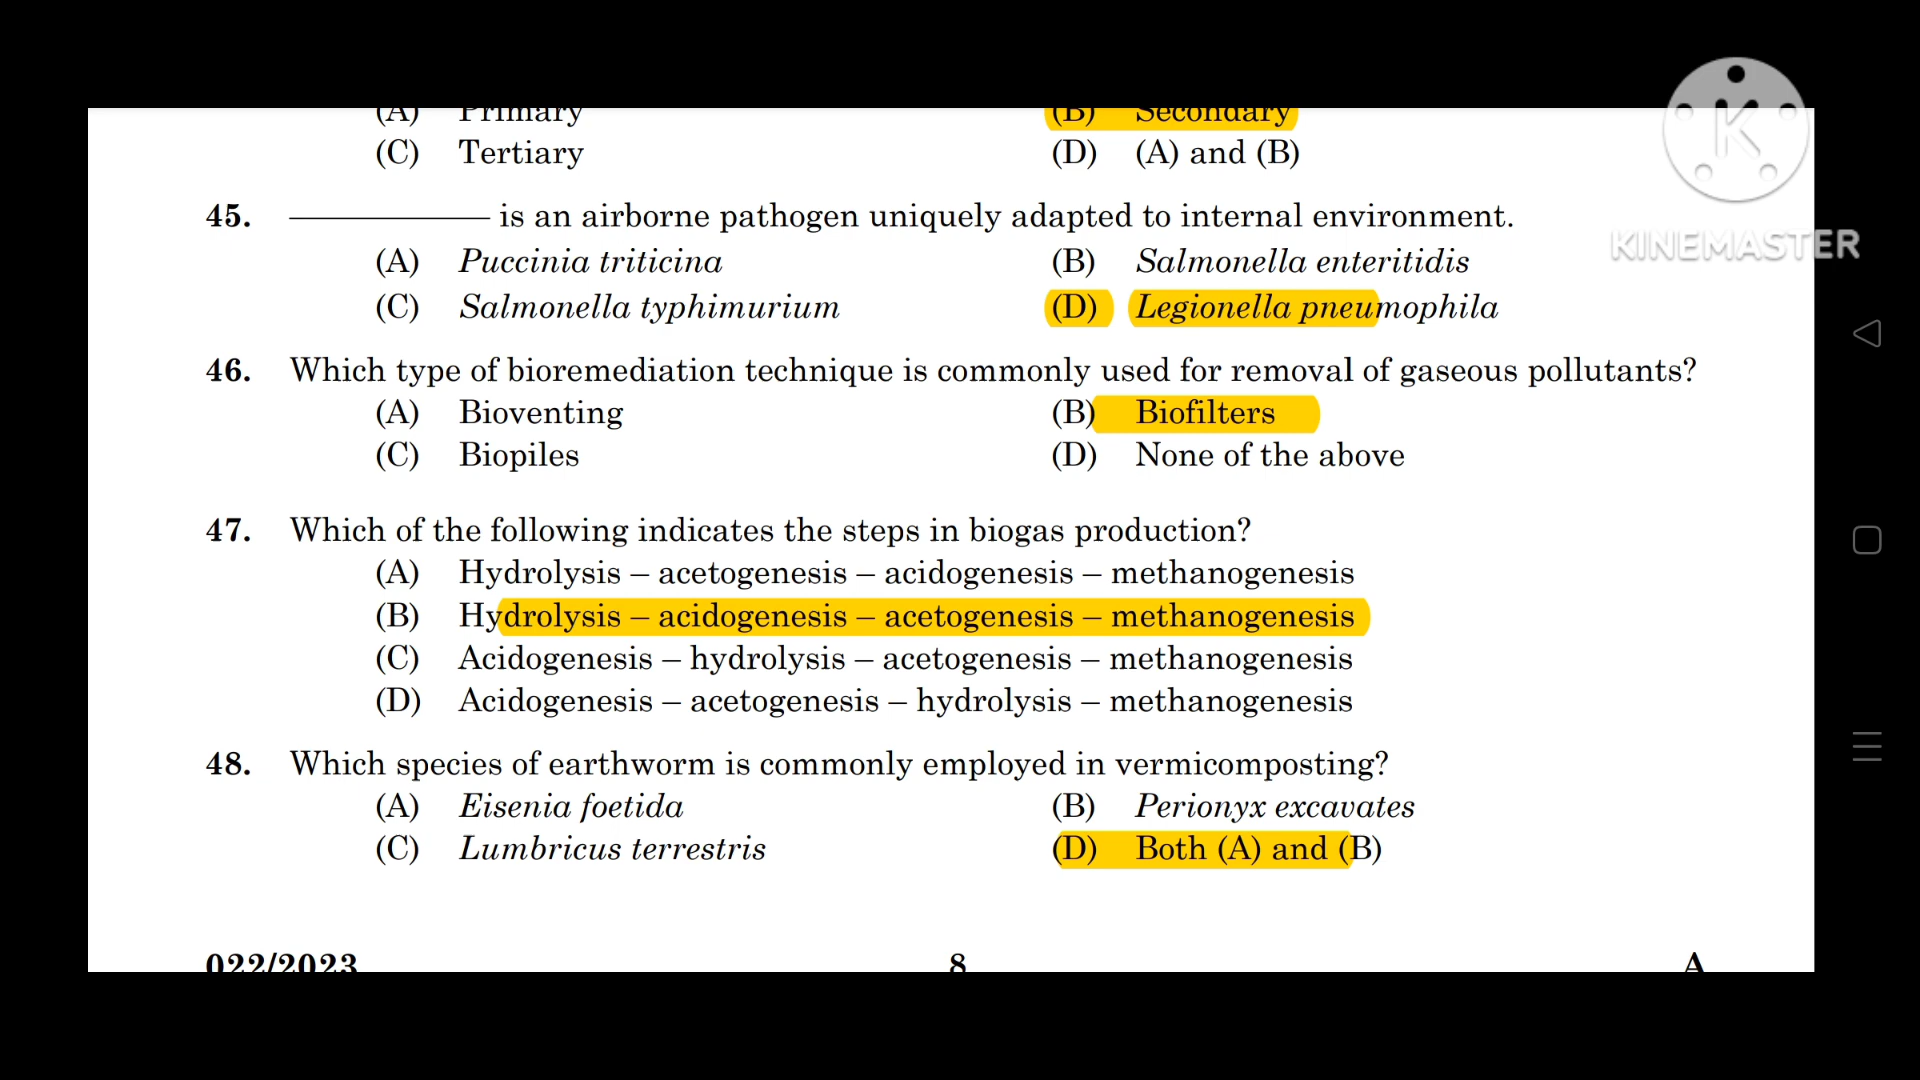 (A) Primary (B) Secondary
(C) Tertiary (D) (A) and (B)
K
KINEMASTER
45. ____________ is an airborne pathogen uniquely adapted to internal environment.
(A) Puccinia triticina (B) Salmonella enteritidis
(C) Salmonella typhimurium (D) Legionella pneumophila
46. Which type of bioremediation technique is commonly used for removal of gaseous pollutants?
(A) Bioventing (B) Biofilters
(C) Biopiles (D) None of the above
47. Which of the following indicates the steps in biogas production?
(A) Hydrolysis – acetogenesis – acidogenesis – methanogenesis
(B) Hydrolysis – acidogenesis – acetogenesis – methanogenesis
(C) Acidogenesis – hydrolysis – acetogenesis – methanogenesis
(D) Acidogenesis – acetogenesis – hydrolysis – methanogenesis
48. Which species of earthworm is commonly employed in vermicomposting?
(A) Eisenia foetida (B) Perionyx excavates
(C) Lumbricus terrestris (D) Both (A) and (B)
022/2023 8 A